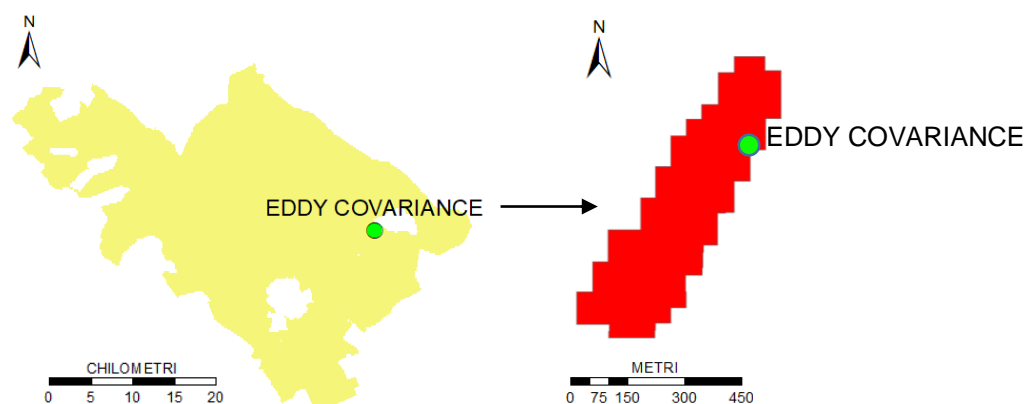 N
EDDY COVARIANCE
CHILOMETRI
0 5 10 15 20
N
EDDY COVARIANCE
METRI
0 75 150 300 450